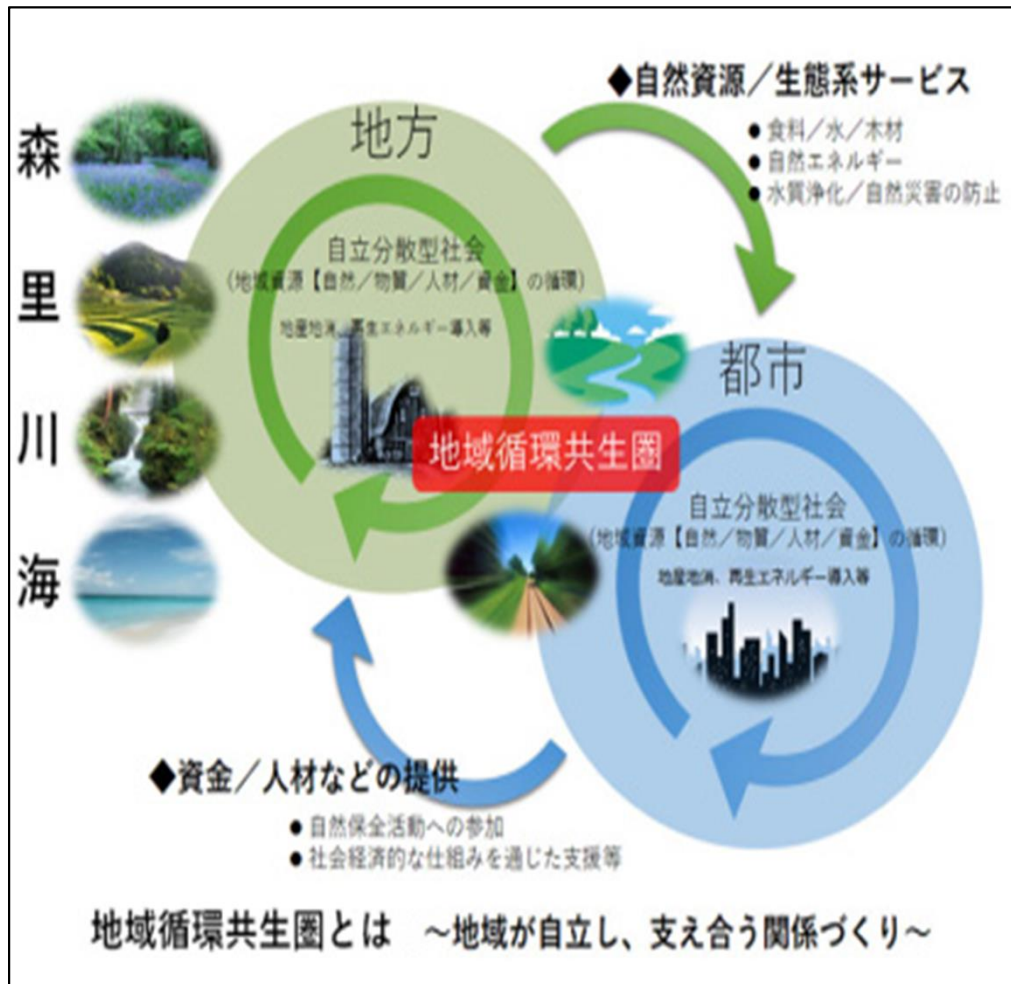 ◆自然資源／生態系サービス
● 食料／水／木材
● 自然エネルギー
● 水質浄化／自然災害の防止
森
里
川
海
地方
自立分散型社会
(地域資源【自然／物質／人材／資金】の循環)
地産地消、再生エネルギー導入等
地域循環共生圏
都市
自立分散型社会
(地域資源【自然／物質／人材／資金】の循環)
地産地消、再生エネルギー導入等
◆資金／人材などの提供
● 自然保全活動への参加
● 社会経済的な仕組みを通じた支援等
地域循環共生圏とは ～地域が自立し、支え合う関係づくり～